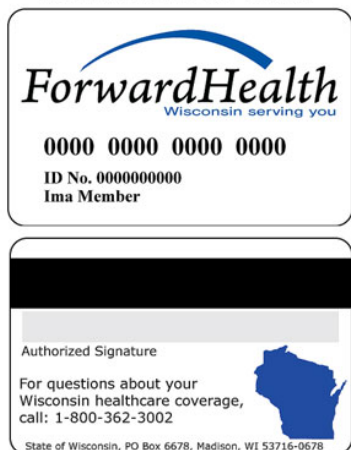 ForwardHealth
Wisconsin serving you
0000 0000 0000 0000
ID No. 0000000000
Ima Member
Authorized Signature
For questions about your
Wisconsin healthcare coverage,
call: 1-800-362-3002
State of Wisconsin, PO Box 6678, Madison, WI 53716-0678